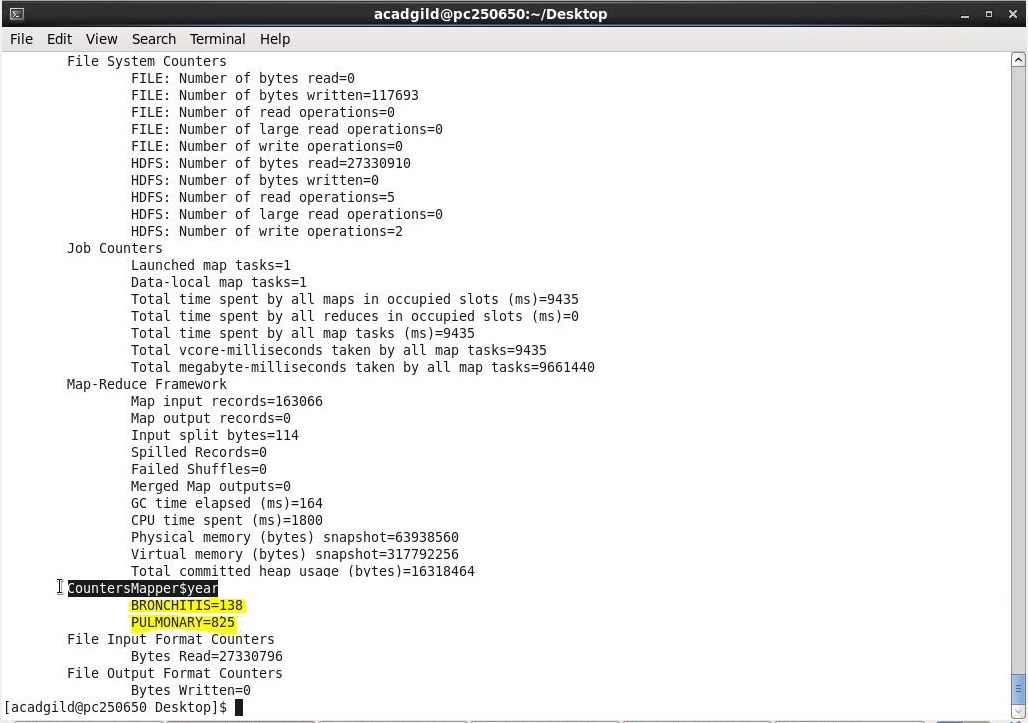 acadgild@pc250650:~/Desktop
File Edit View Search Terminal Help
File System Counters
FILE: Number of bytes read=0
FILE: Number of bytes written=117693
FILE: Number of read operations=0
FILE: Number of large read operations=0
FILE: Number of write operations=0
HDFS: Number of bytes read=27330910
HDFS: Number of bytes written=0
HDFS: Number of read operations=5
HDFS: Number of large read operations=0
HDFS: Number of write operations=2
Job Counters
Launched map tasks=1
Data-local map tasks=1
Total time spent by all maps in occupied slots (ms)=9435
Total time spent by all reduces in occupied slots (ms)=0
Total time spent by all map tasks (ms)=9435
Total vcore-milliseconds taken by all map tasks=9435
Total megabyte-milliseconds taken by all map tasks=9661440
Map-Reduce Framework
Map input records=163066
Map output records=0
Input split bytes=114
Spilled Records=0
Failed Shuffles=0
Merged Map outputs=0
GC time elapsed (ms)=164
CPU time spent (ms)=1800
Physical memory (bytes) snapshot=63938560
Virtual memory (bytes) snapshot=317792256
Total committed heap usage (bytes)=16318464
CountersMapper$year
BRONCHITIS=138
PULMONARY=825
File Input Format Counters
Bytes Read=27330796
File Output Format Counters
Bytes Written=0
[acadgild@pc250650 Desktop]$